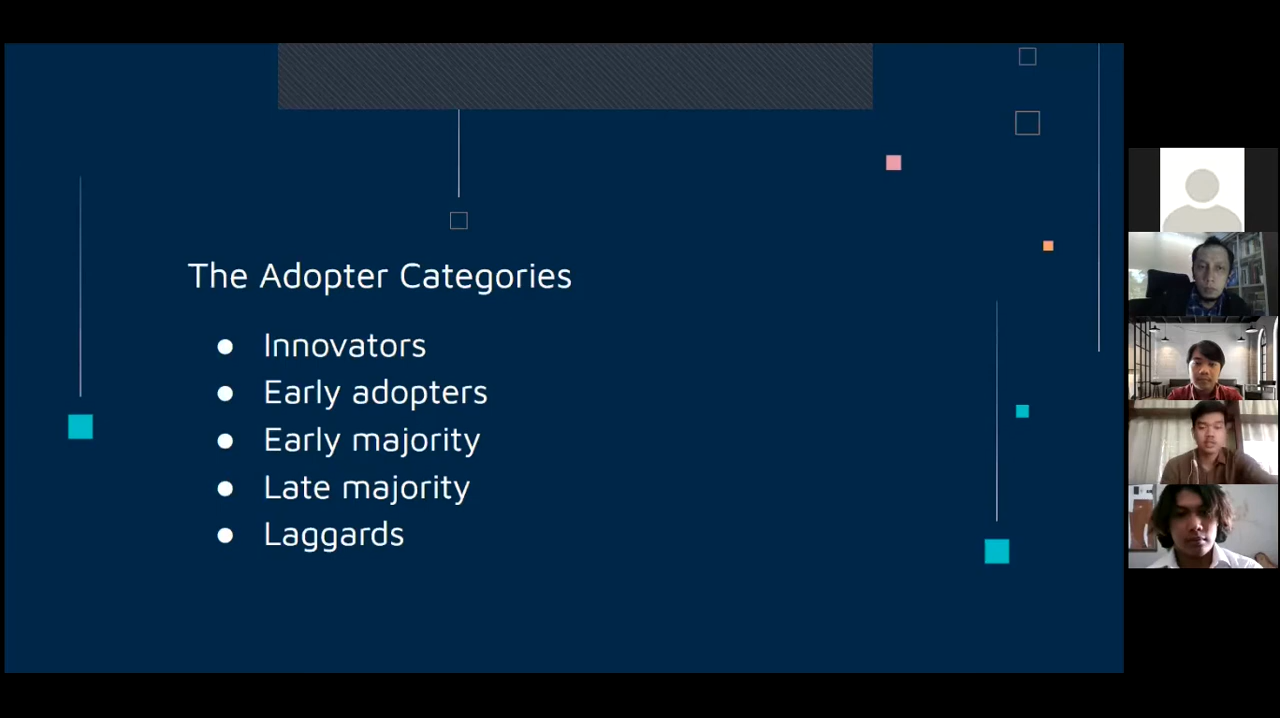 The Adopter Categories
Innovators
Early adopters
Early majority
Late majority
Laggards